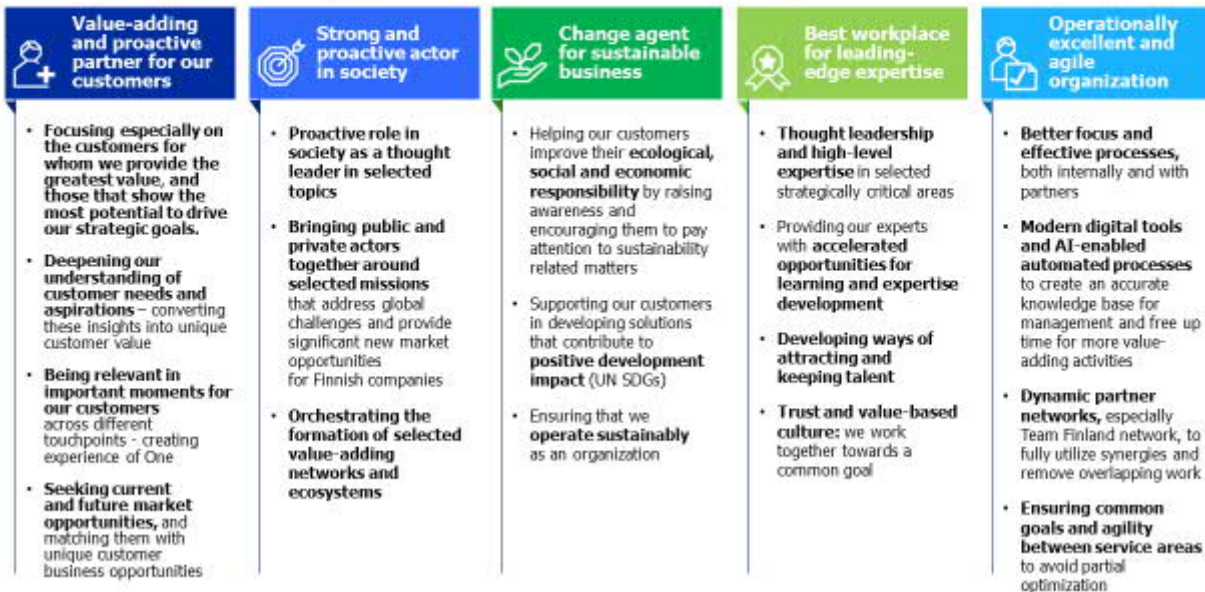 Value-adding
and proactive
partner for our
customers
• Focusing especially on
the customers for
whom we provide the
greatest value, and
those that show the
most potential to drive
our strategic goals.
• Deepening our
understanding of
customer needs and
aspirations – converting
these insights into unique
customer value
• Being relevant in
important moments for
our customers
across different
touchpoints - creating
experience of One
• Seeking current
and future market
opportunities, and
matching them with
unique customer
business opportunities
Strong and
proactive actor
in society
• Proactive role in
society as a thought
leader in selected
topics
• Bringing public and
private actors
together around
selected missions
that address global
challenges and provide
significant new market
opportunities
for Finnish companies
• Orchestrating the
formation of selected
value-adding
networks and
ecosystems
Change agent
for sustainable
business
• Helping our customers
improve their ecological,
social and economic
responsibility by raising
awareness and
encouraging them to pay
attention to sustainability
related matters
• Supporting our customers
in developing solutions
that contribute to
positive development
impact (UN SDGs)
• Ensuring that we
operate sustainably
as an organization
Best workplace
for leading-
edge expertise
• Thought leadership
and high-level
expertise in selected
strategically critical areas
• Providing our experts
with accelerated
opportunities for
learning and expertise
development
• Developing ways of
attracting and
keeping talent
• Trust and value-based
culture: we work
together towards a
common goal
Operationally
excellent and
agile
organization
• Better focus and
effective processes,
both internally and with
partners
• Modern digital tools
and AI-enabled
automated processes
to create an accurate
knowledge base for
management and free up
time for more value-
adding activities
• Dynamic partner
networks, especially
Team Finland network, to
fully utilize synergies and
remove overlapping work
• Ensuring common
goals and agility
between service areas
to avoid partial
optimization